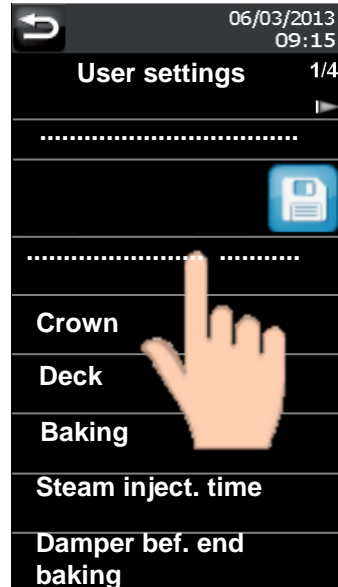 06/03/2013
09:15
User settings 1/4
..................................
........................ ...........
Crown
Deck
Baking
Steam inject. time
Damper bef. end
baking